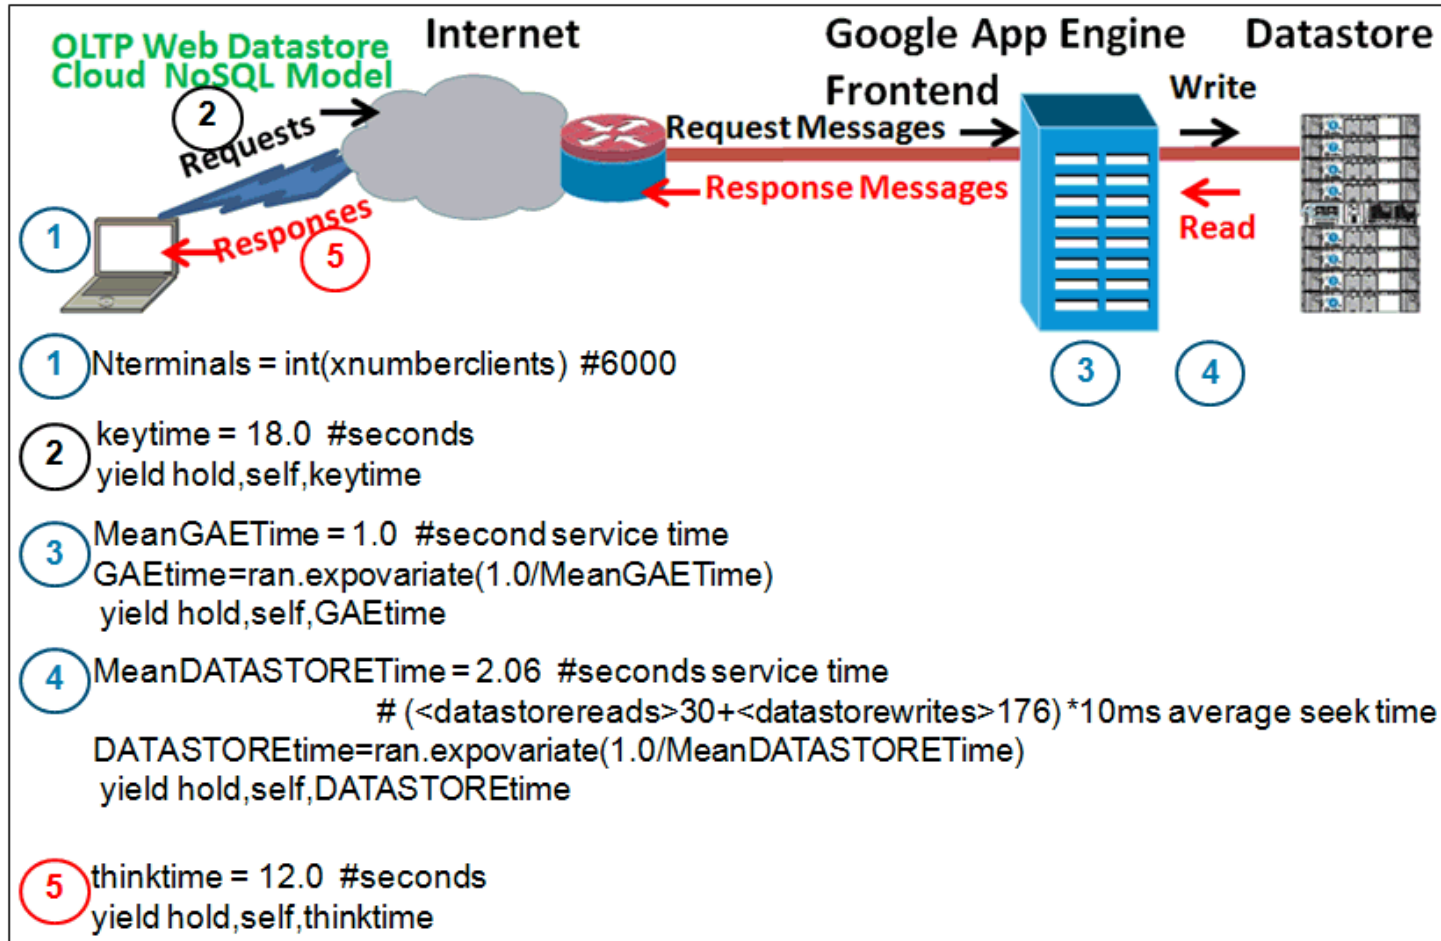 OLTP Web Datastore
Cloud NoSQL Model
Internet
Google App Engine
Frontend
Datastore
2
Requests
Request Messages
Write
Response Messages
Read
1
Responses
5
3
4
1 Nterminals = int(xnumberclients) #6000
2 keytime = 18.0 #seconds
yield hold,self,keytime
3 MeanGAETime = 1.0 #second service time
GAEtime=ran.expovariate(1.0/MeanGAETime)
yield hold,self,GAEtime
4 MeanDATASTORETime = 2.06 #seconds service time
# (<datastorereads>30+<datastorewrites>176) *10ms average seek time
DATASTOREtime=ran.expovariate(1.0/MeanDATASTORETime)
yield hold,self,DATASTOREtime
5 thinktime = 12.0 #seconds
yield hold,self,thinktime